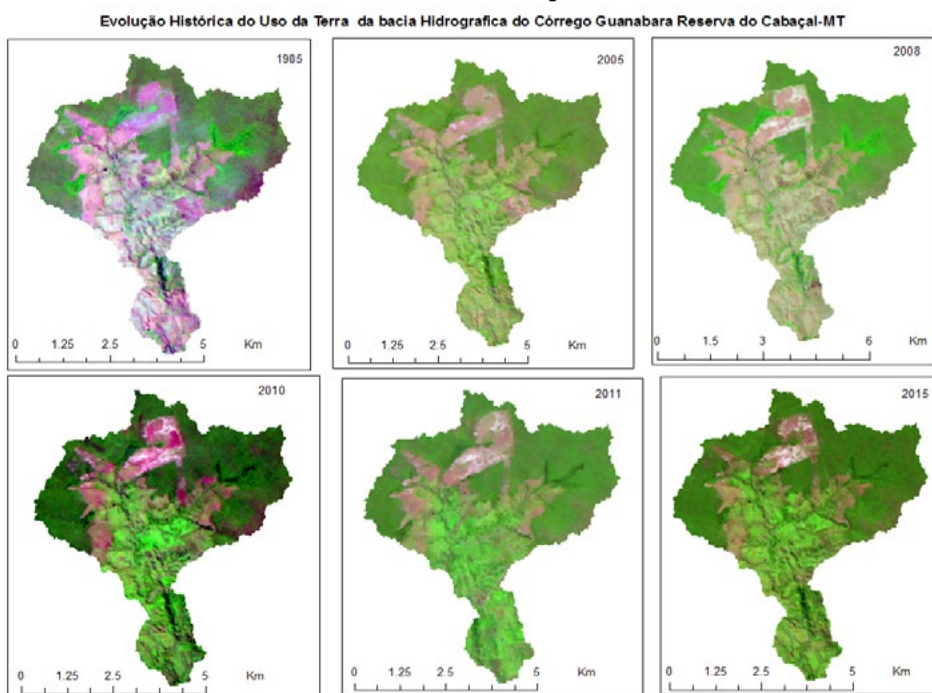 Evolução Histórica do Uso da Terra da bacia Hidrografica do Córrego Guanabara Reserva do Cabaçal-MT
1985
0 1.25 2.5 5 Km
2005
0 1.25 2.5 5 Km
2008
0 1.5 3 6 Km
2010
0 1.25 2.5 5 Km
2011
0 1.25 2.5 5 Km
2015
0 1.25 2.5 5 Km